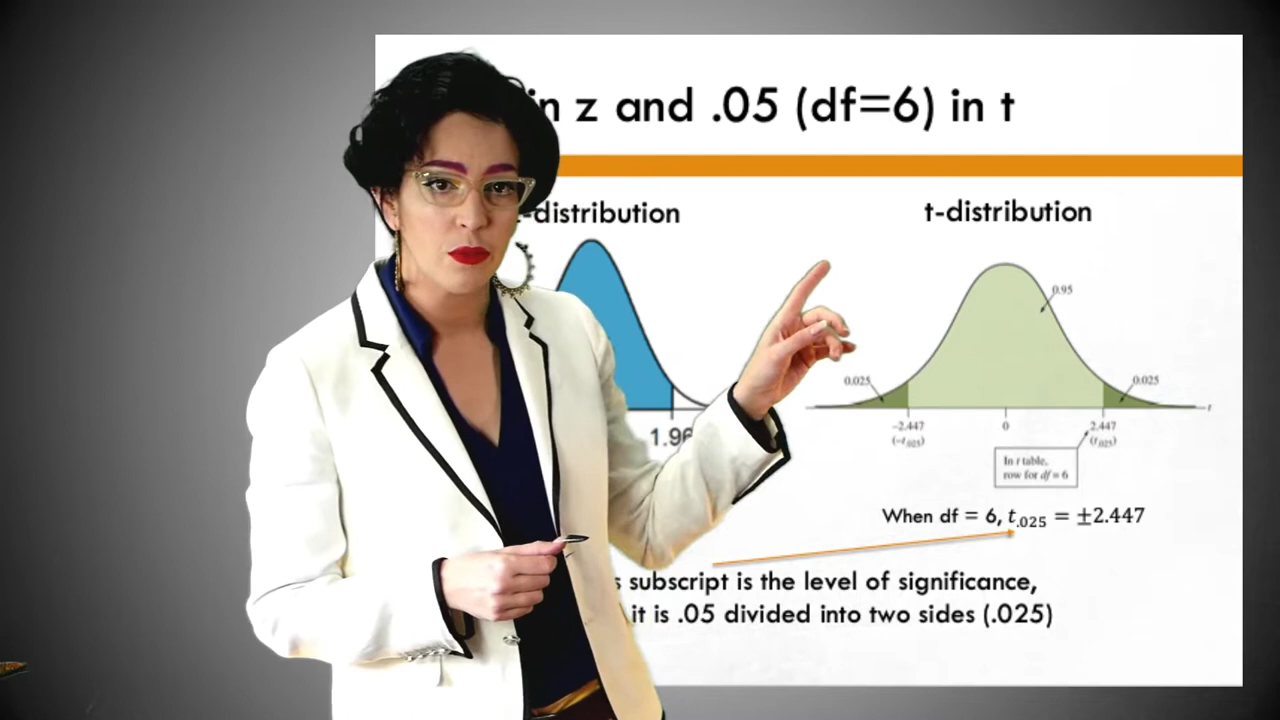 in z and .05 (df=6) in t
-distribution
t-distribution
0.95
0.025
0.025
1.96
-2.447
0
2.447
t
(-t.025)
(t.025)
In t table,
row for df = 6
When df = 6, t.025 = ±2.447
subscript is the level of significance,
it is .05 divided into two sides (.025)